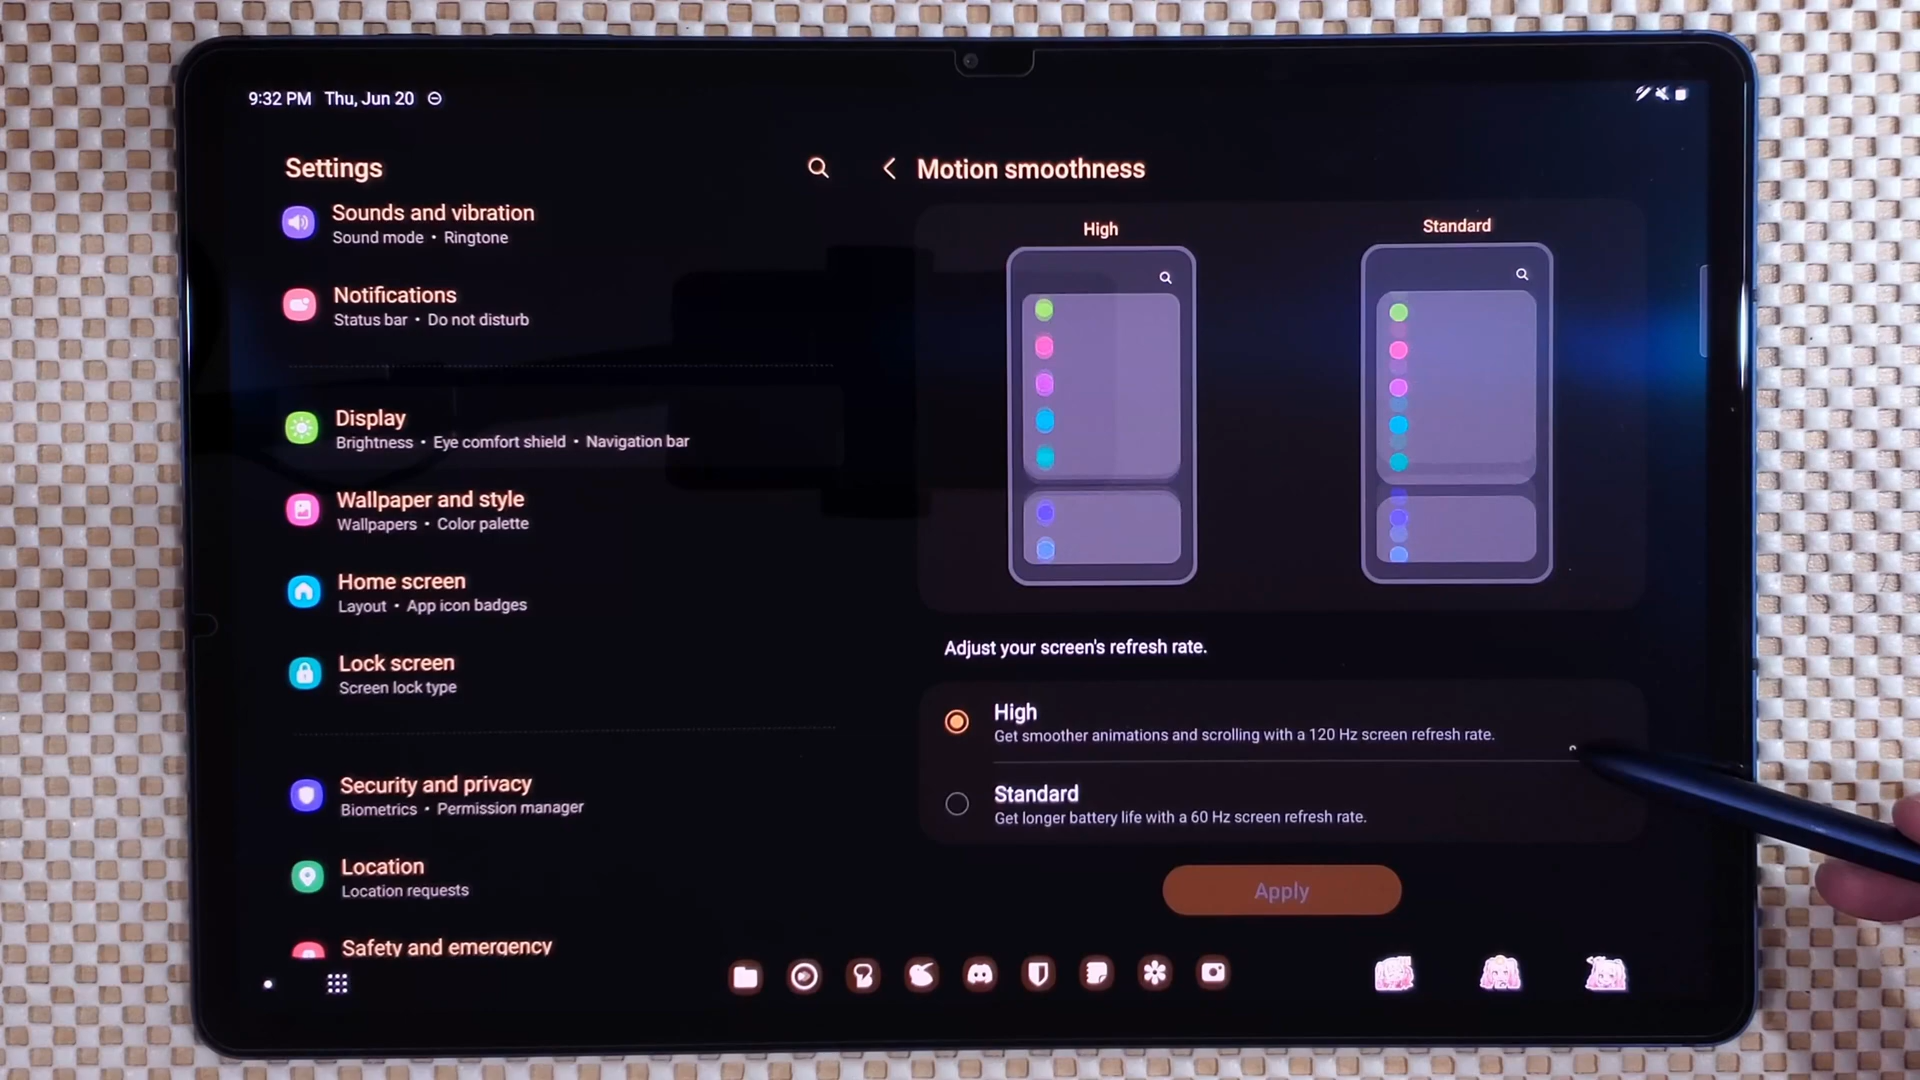 9:32 PM Thu, Jun 20
Settings
Sounds and vibration
Sound mode • Ringtone
Notifications
Status bar • Do not disturb
Display
Brightness • Eye comfort shield • Navigation bar
Wallpaper and style
Wallpapers • Color palette
Home screen
Layout • App icon badges
Lock screen
Screen lock type
Security and privacy
Biometrics • Permission manager
Location
Location requests
Safety and emergency
Motion smoothness
High
Standard
Adjust your screen's refresh rate.
High
Get smoother animations and scrolling with a 120 Hz screen refresh rate.
Standard
Get longer battery life with a 60 Hz screen refresh rate.
Apply